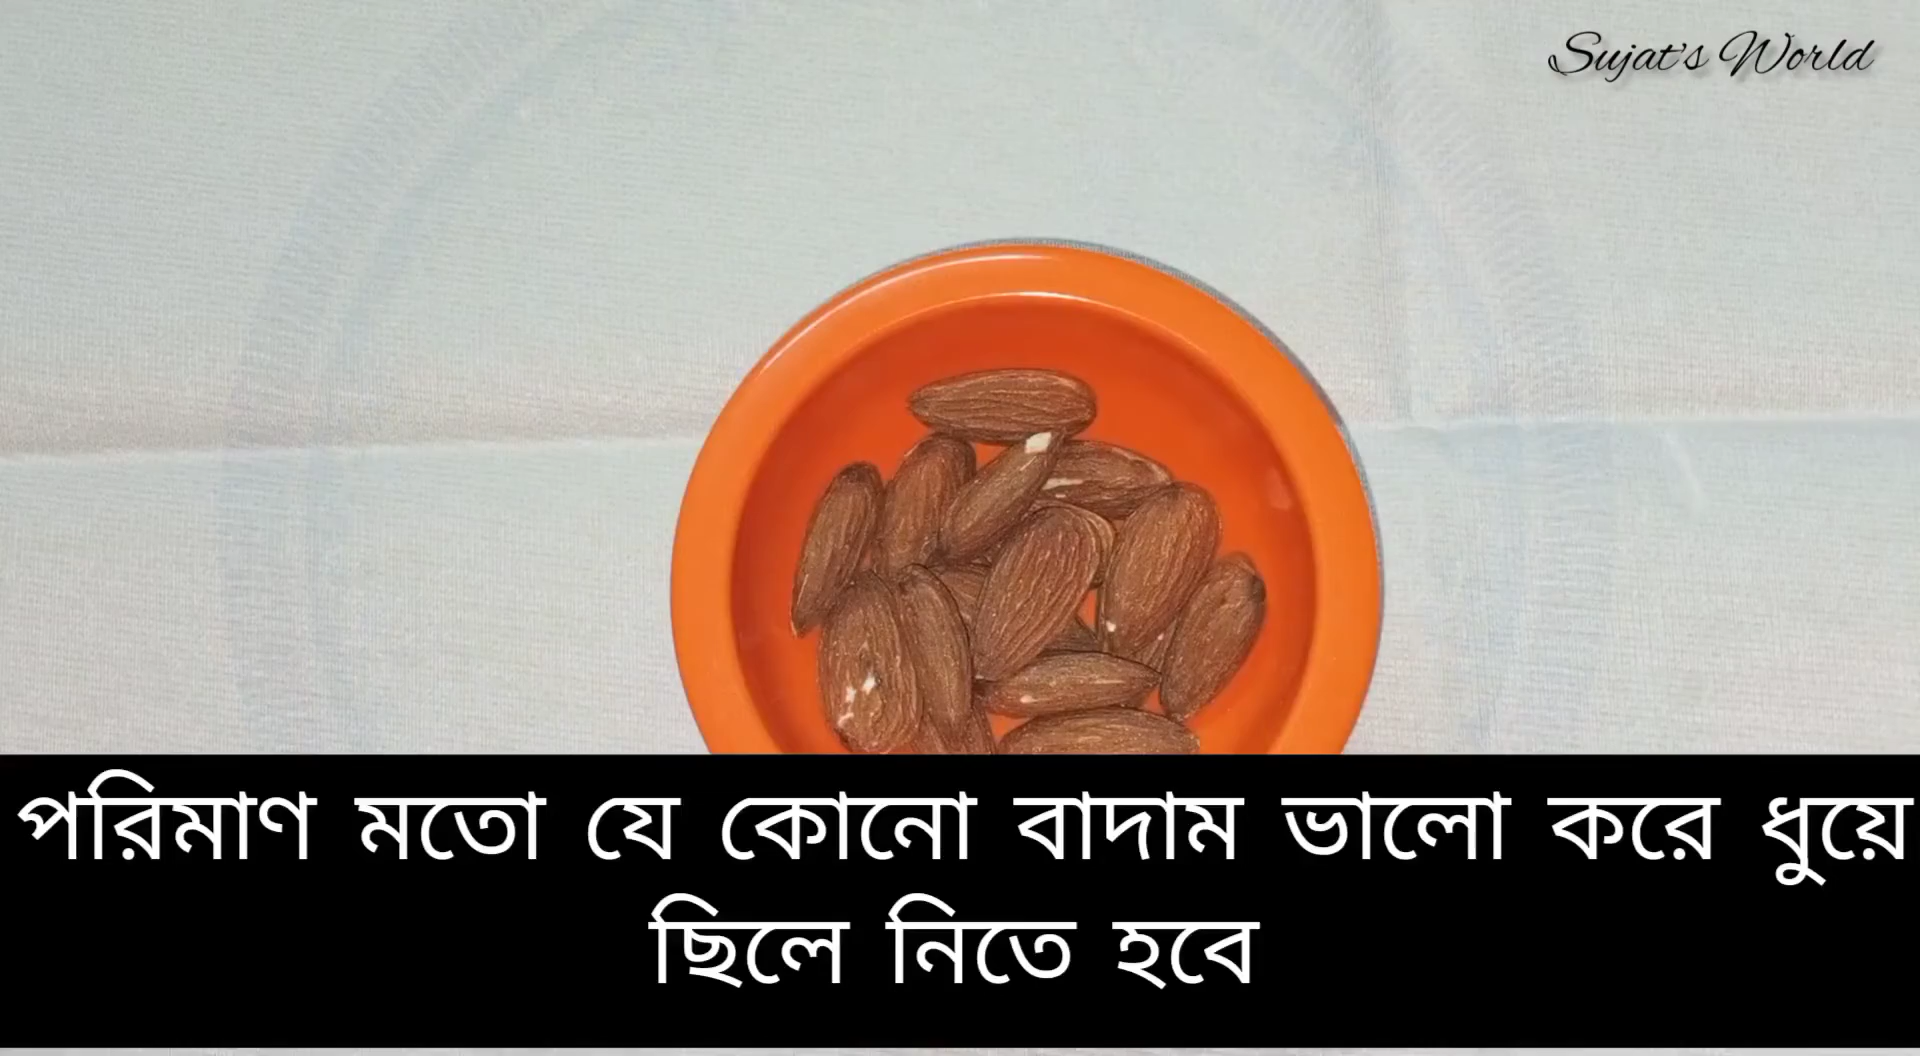 Sujat's World
পরিমাণ মতো যে কোনো বাদাম ভালো করে ধুয়ে
ছিলে নিতে হবে